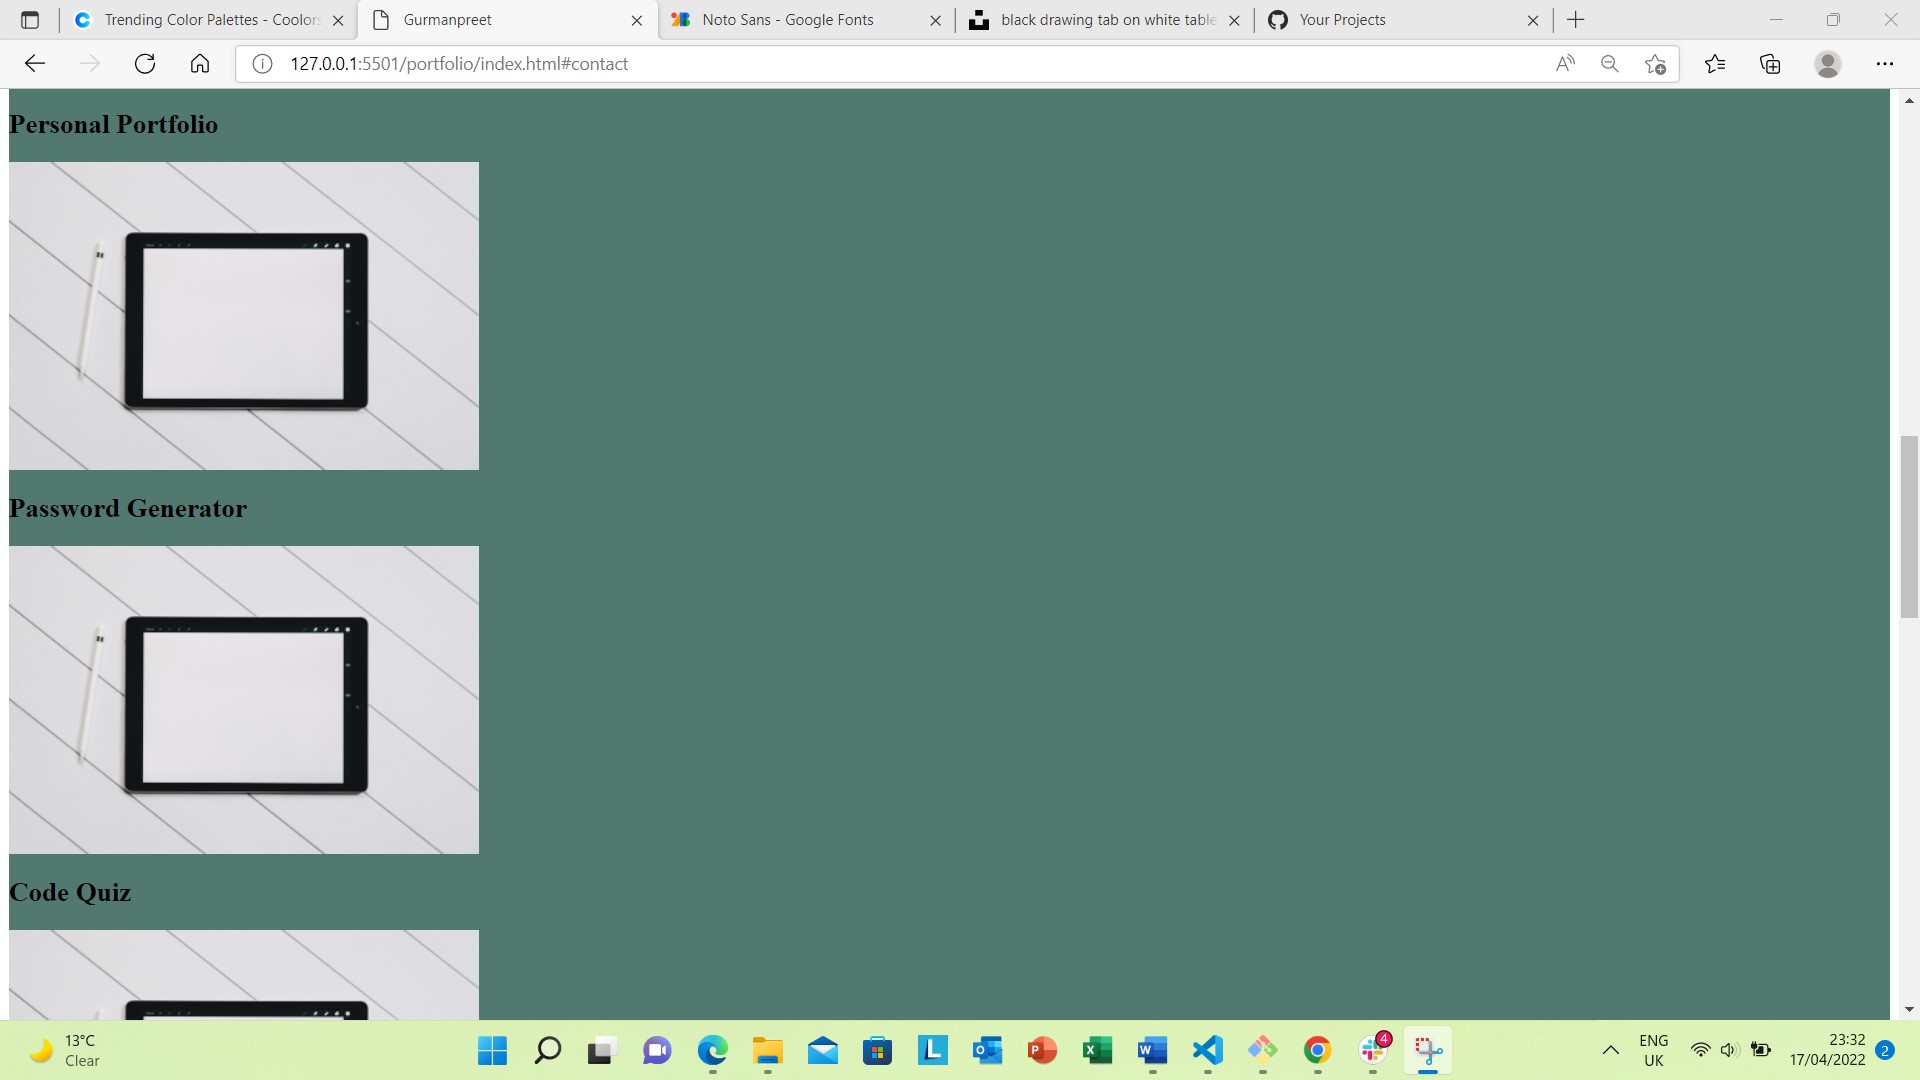 Trending Color Palettes - Coolors
Gurmanpreet
Noto Sans - Google Fonts
black drawing tab on white table
Your Projects
127.0.0.1:5501/portfolio/index.html#contact
Personal Portfolio
Password Generator
Code Quiz
13°C
Clear
4
ENG
UK
23:32
17/04/2022
2